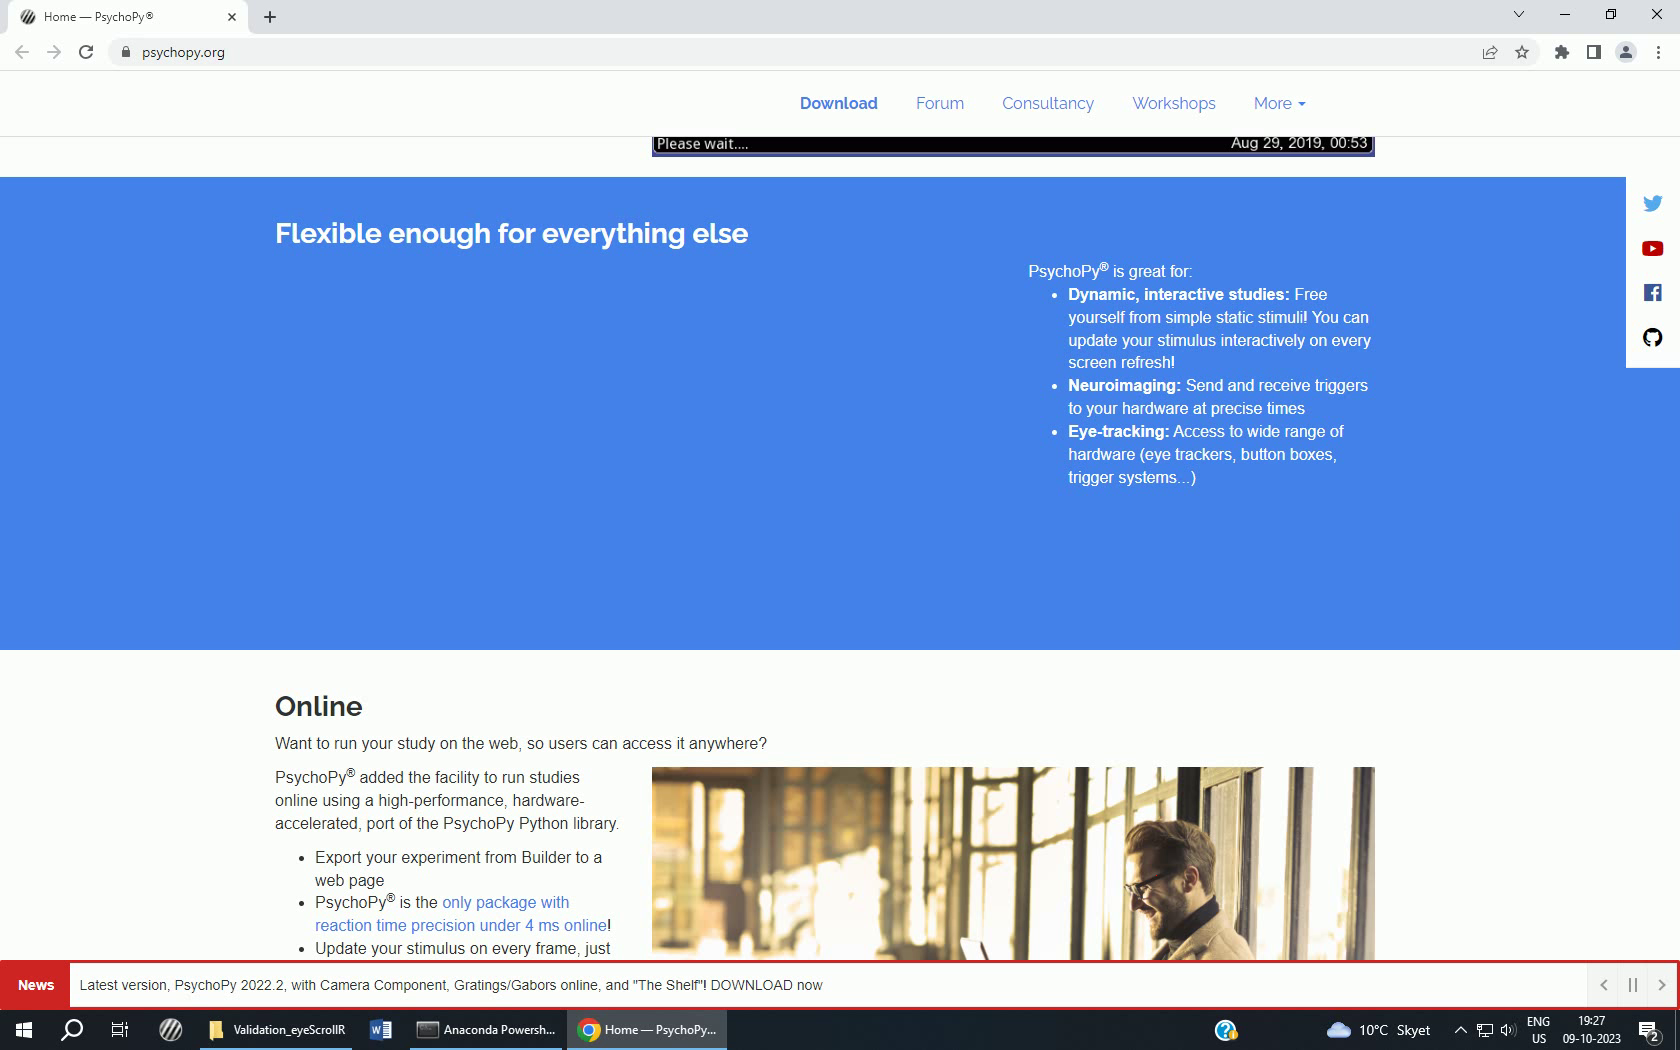 Home — PsychoPy®
psychopy.org
Download Forum Consultancy Workshops More
Please wait.... Aug 29, 2019, 00:53
Flexible enough for everything else
PsychoPy® is great for:
• Dynamic, interactive studies: Free
yourself from simple static stimuli! You can
update your stimulus interactively on every
screen refresh!
• Neuroimaging: Send and receive triggers
to your hardware at precise times
• Eye-tracking: Access to wide range of
hardware (eye trackers, button boxes,
trigger systems...)
Online
Want to run your study on the web, so users can access it anywhere?
PsychoPy® added the facility to run studies
online using a high-performance, hardware-
accelerated, port of the PsychoPy Python library.
• Export your experiment from Builder to a
web page
• PsychoPy® is the only package with
reaction time precision under 4 ms online!
• Update your stimulus on every frame, just
News Latest version, PsychoPy 2022.2, with Camera Component, Gratings/Gabors online, and "The Shelf"! DOWNLOAD now
Validation_eyeScrollR Anaconda Powersh... Home — PsychoPy... 10°C Skyet ENG 19:27
US 09-10-2023 2